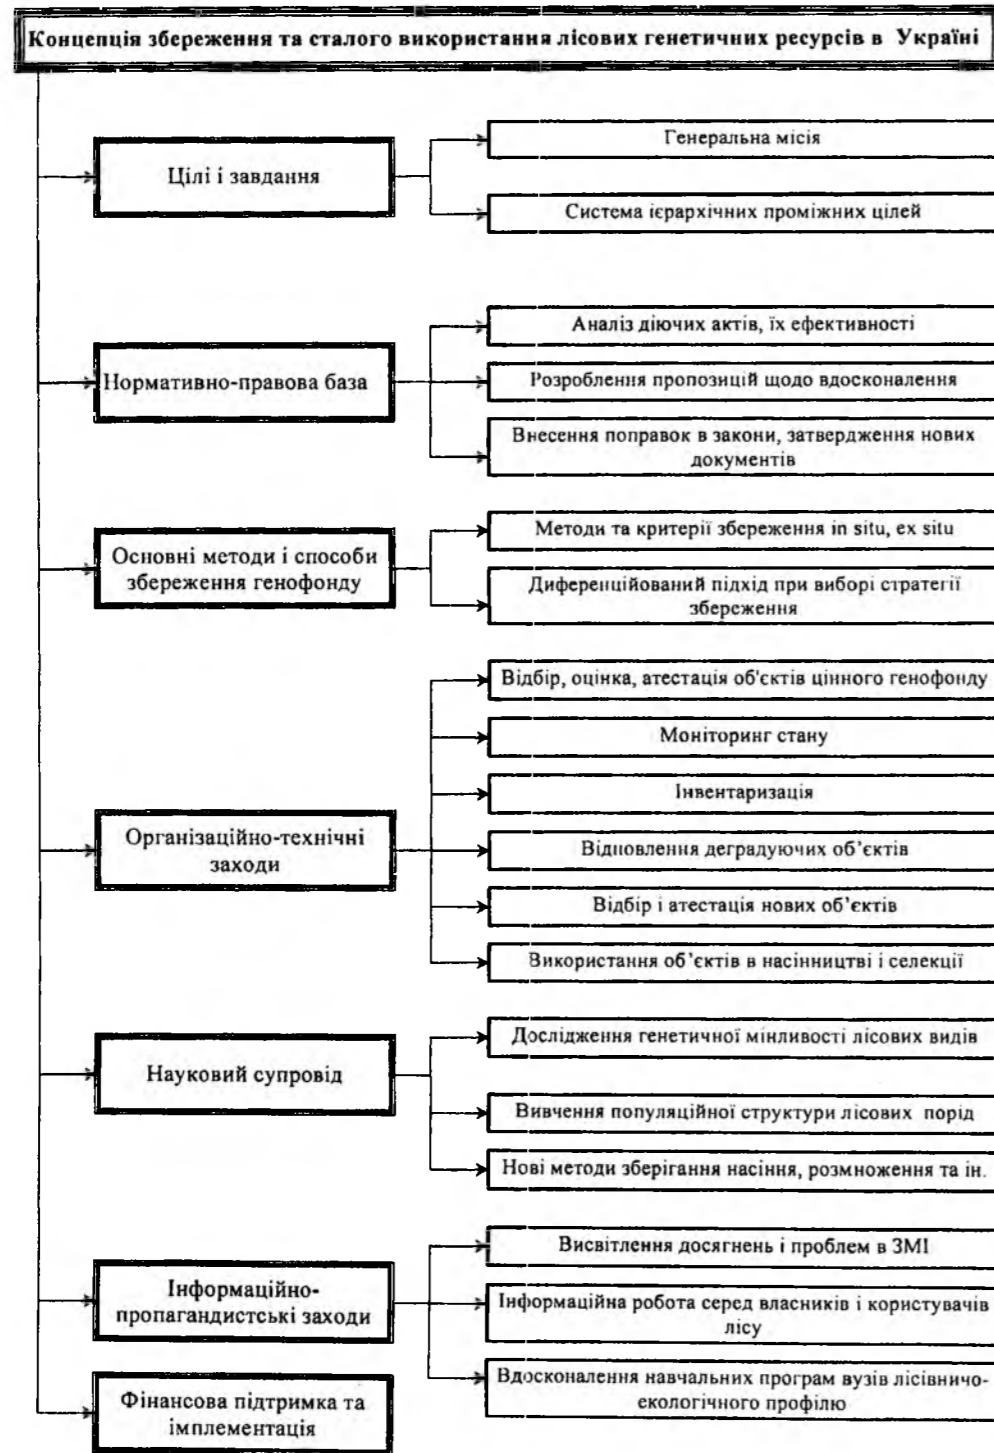 Концепція збереження та сталого використання лісових генетичних ресурсів в Україні
Цілі і завдання
Генеральна місія
Система ієрархічних проміжних цілей
Нормативно-правова база
Аналіз діючих актів, їх ефективності
Розроблення пропозицій щодо вдосконалення
Внесення поправок в закони, затвердження нових
документів
Основні методи і способи
збереження генофонду
Методи та критерії збереження in situ, ex situ
Диференційований підхід при виборі стратегії
збереження
Організаційно-технічні
заходи
Відбір, оцінка, атестація об'єктів цінного генофонду
Моніторинг стану
Інвентаризація
Відновлення деградуючих об’єктів
Відбір і атестація нових об’єктів
Використання об’єктів в насінництві і селекції
Науковий супровід
Дослідження генетичної мінливості лісових видів
Вивчення популяційної структури лісових порід
Нові методи зберігання насіння, розмноження та ін.
Інформаційно-
пропагандистські заходи
Висвітлення досягнень і проблем в ЗМІ
Інформаційна робота серед власників і користувачів
лісу
Вдосконалення навчальних програм вузів лісівничо-
екологічного профілю
Фінансова підтримка та
імплементація